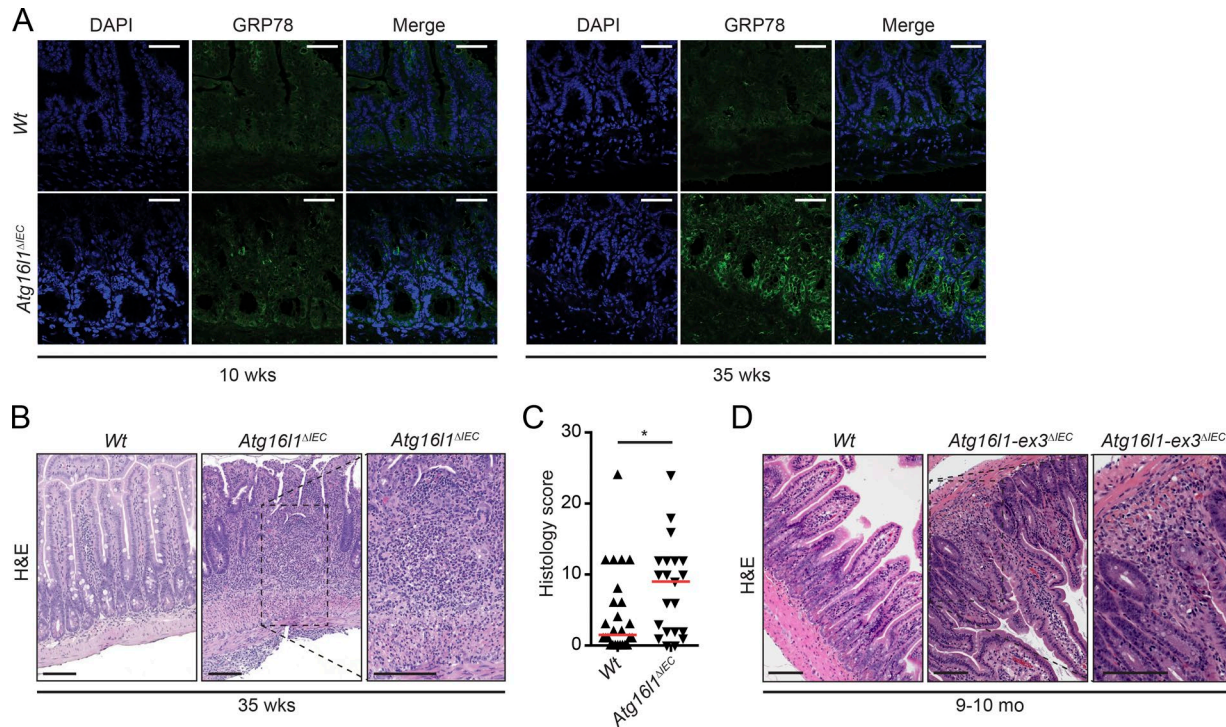 A
DAPI GRP78 Merge DAPI GRP78 Merge
Wt
Atg16l1ΔIEC
10 wks 35 wks
B
Wt Atg16l1ΔIEC Atg16l1ΔIEC
H&E
35 wks
C
*
Histology score
30
20
10
0
Wt Atg16l1ΔIEC
D
Wt Atg16l1-ex3ΔIEC Atg16l1-ex3ΔIEC
H&E
9-10 mo